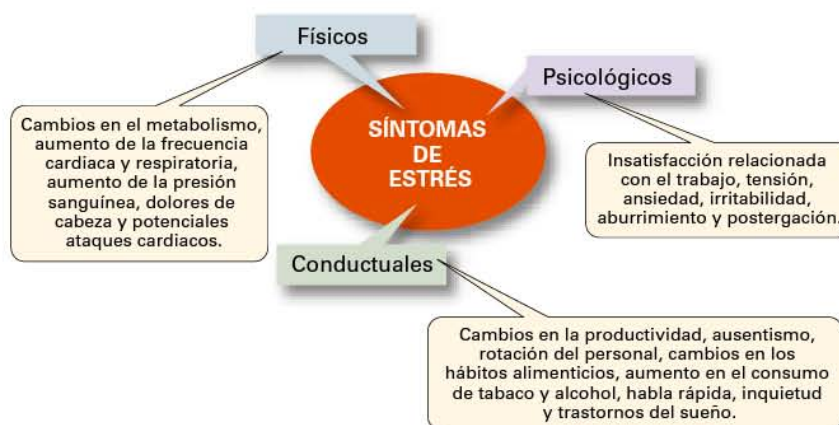 Físicos
Psicológicos
SÍNTOMAS
DE
ESTRÉS
Cambios en el metabolismo,
aumento de la frecuencia
cardiaca y respiratoria,
aumento de la presión
sanguínea, dolores de
cabeza y potenciales
ataques cardiacos.
Insatisfacción relacionada
con el trabajo, tensión,
ansiedad, irritabilidad,
aburrimiento y postergación.
Conductuales
Cambios en la productividad, ausentismo,
rotación del personal, cambios en los
hábitos alimenticios, aumento en el consumo
de tabaco y alcohol, habla rápida, inquietud
y trastornos del sueño.